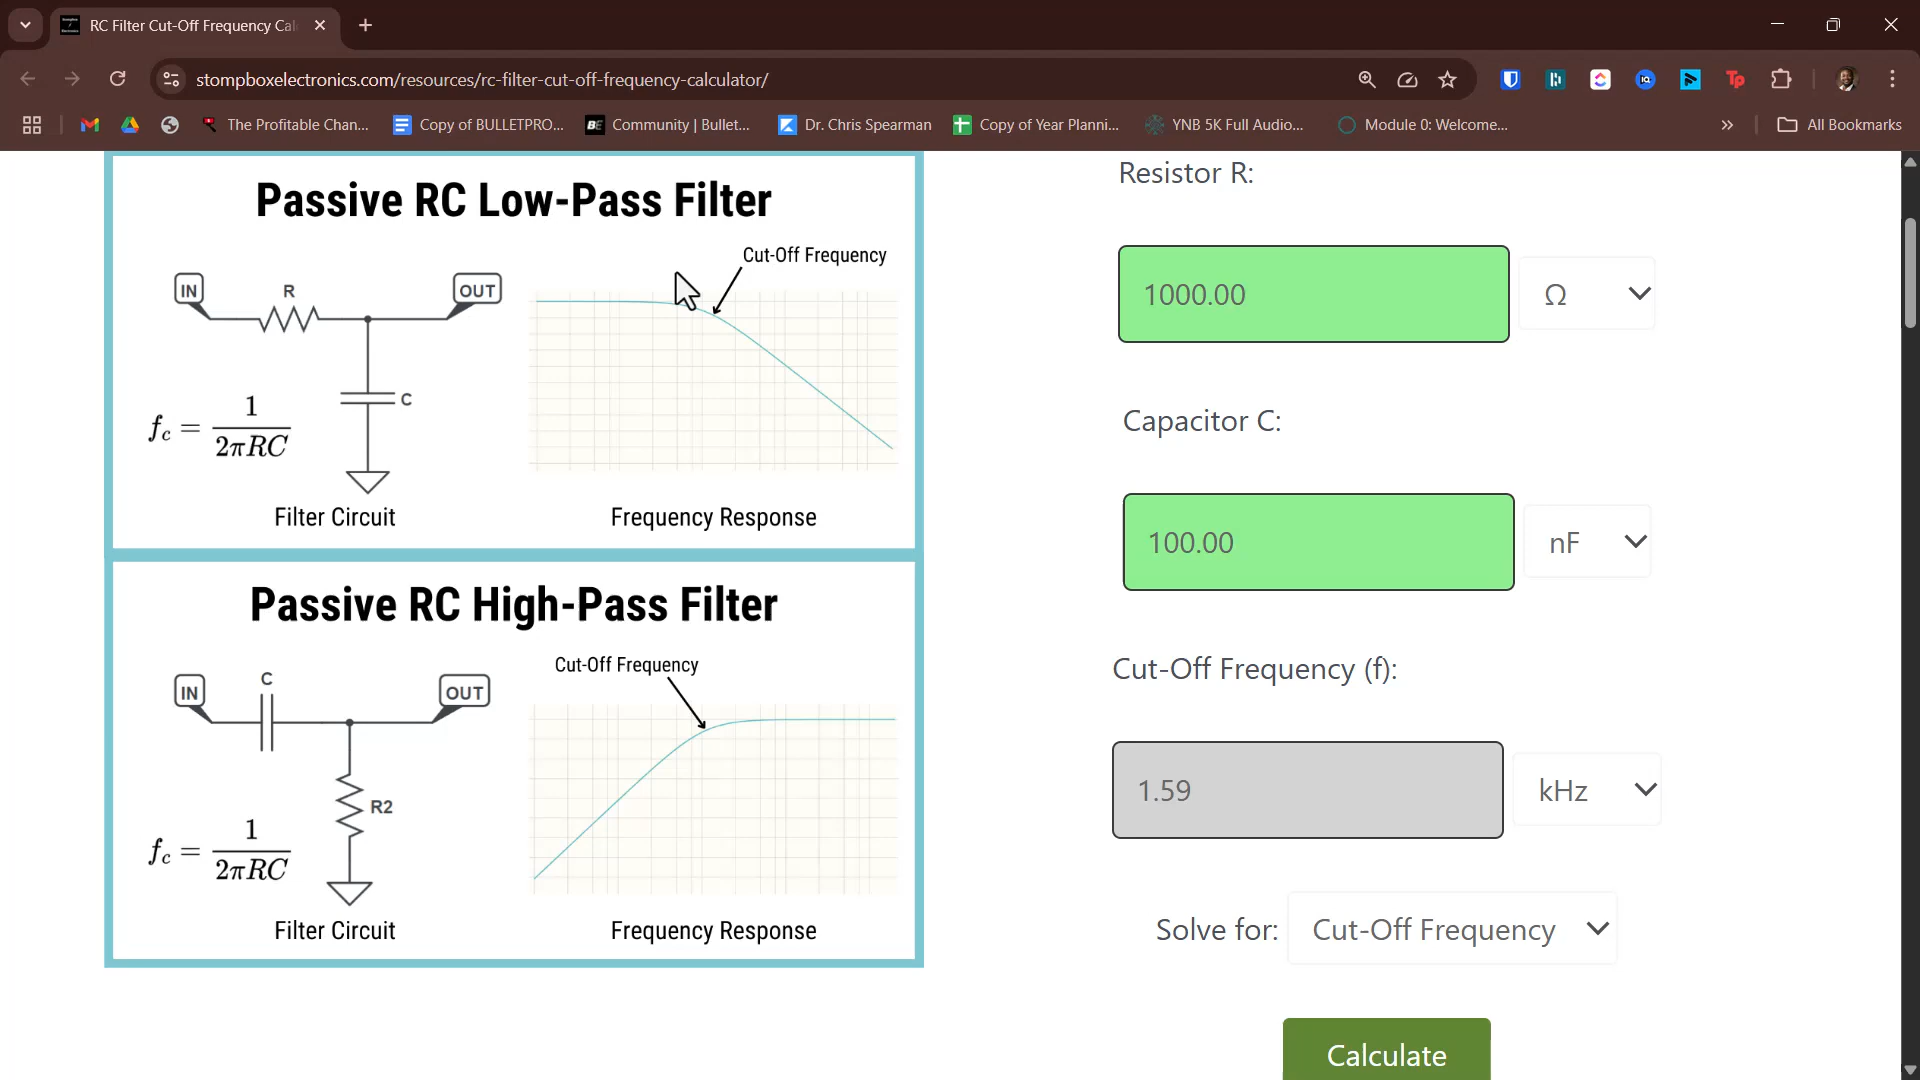 RC Filter Cut-Off Frequency Cal
stompboxelectronics.com/resources/rc-filter-cut-off-frequency-calculator/
The Profitable Chan...
Copy of BULLETPRO...
BE
Community | Bullet...
Dr. Chris Spearman
Copy of Year Planni...
YNB 5K Full Audio...
Module 0: Welcome...
»
All Bookmarks
Passive RC Low-Pass Filter
Cut-Off Frequency
IN
R
OUT
C
fc = 1 / 2πRC
Filter Circuit
Frequency Response
Passive RC High-Pass Filter
Cut-Off Frequency
IN
C
OUT
R2
fc = 1 / 2πRC
Filter Circuit
Frequency Response
Resistor R:
1000.00
Ω
Capacitor C:
100.00
nF
Cut-Off Frequency (f):
1.59
kHz
Solve for: Cut-Off Frequency
Calculate